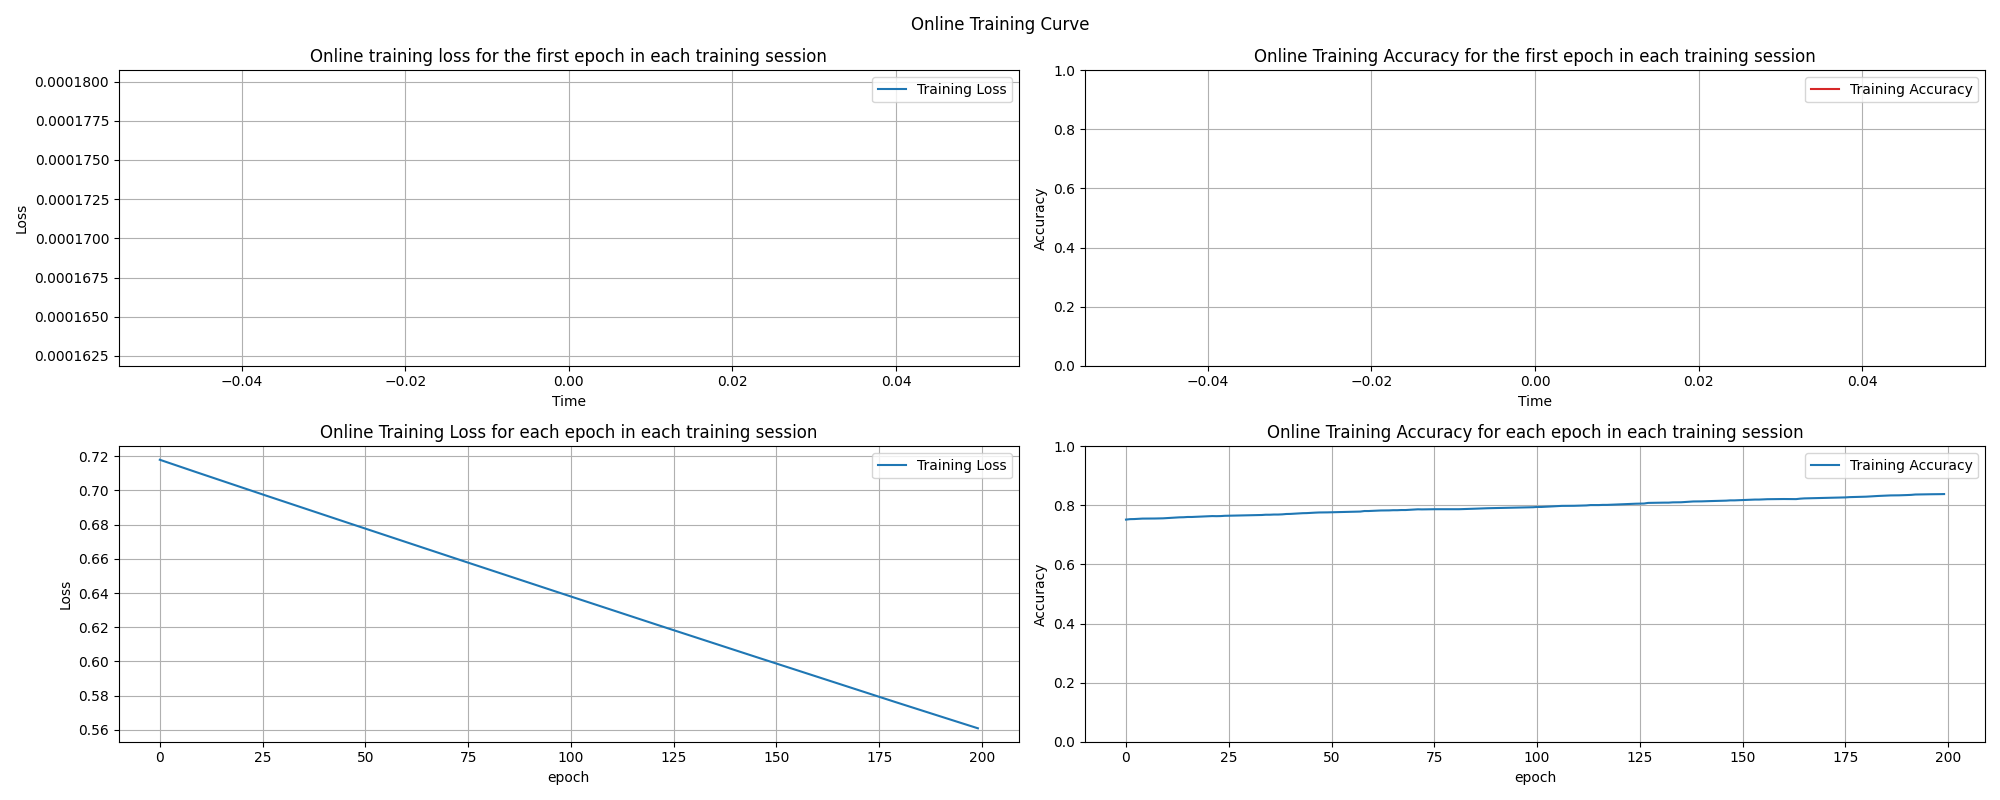 Online Training Curve
Online training loss for the first epoch in each training session
Training Loss
0.0001800
0.0001775
0.0001750
0.0001725
0.0001700
0.0001675
0.0001650
0.0001625
Loss
−0.04 −0.02 0.00 0.02 0.04
Time
Online Training Accuracy for the first epoch in each training session
Training Accuracy
1.0
0.8
0.6
0.4
0.2
0.0
Accuracy
−0.04 −0.02 0.00 0.02 0.04
Time
Online Training Loss for each epoch in each training session
Training Loss
0.72
0.70
0.68
0.66
0.64
0.62
0.60
0.58
0.56
Loss
0 25 50 75 100 125 150 175 200
epoch
Online Training Accuracy for each epoch in each training session
Training Accuracy
1.0
0.8
0.6
0.4
0.2
0.0
Accuracy
0 25 50 75 100 125 150 175 200
epoch